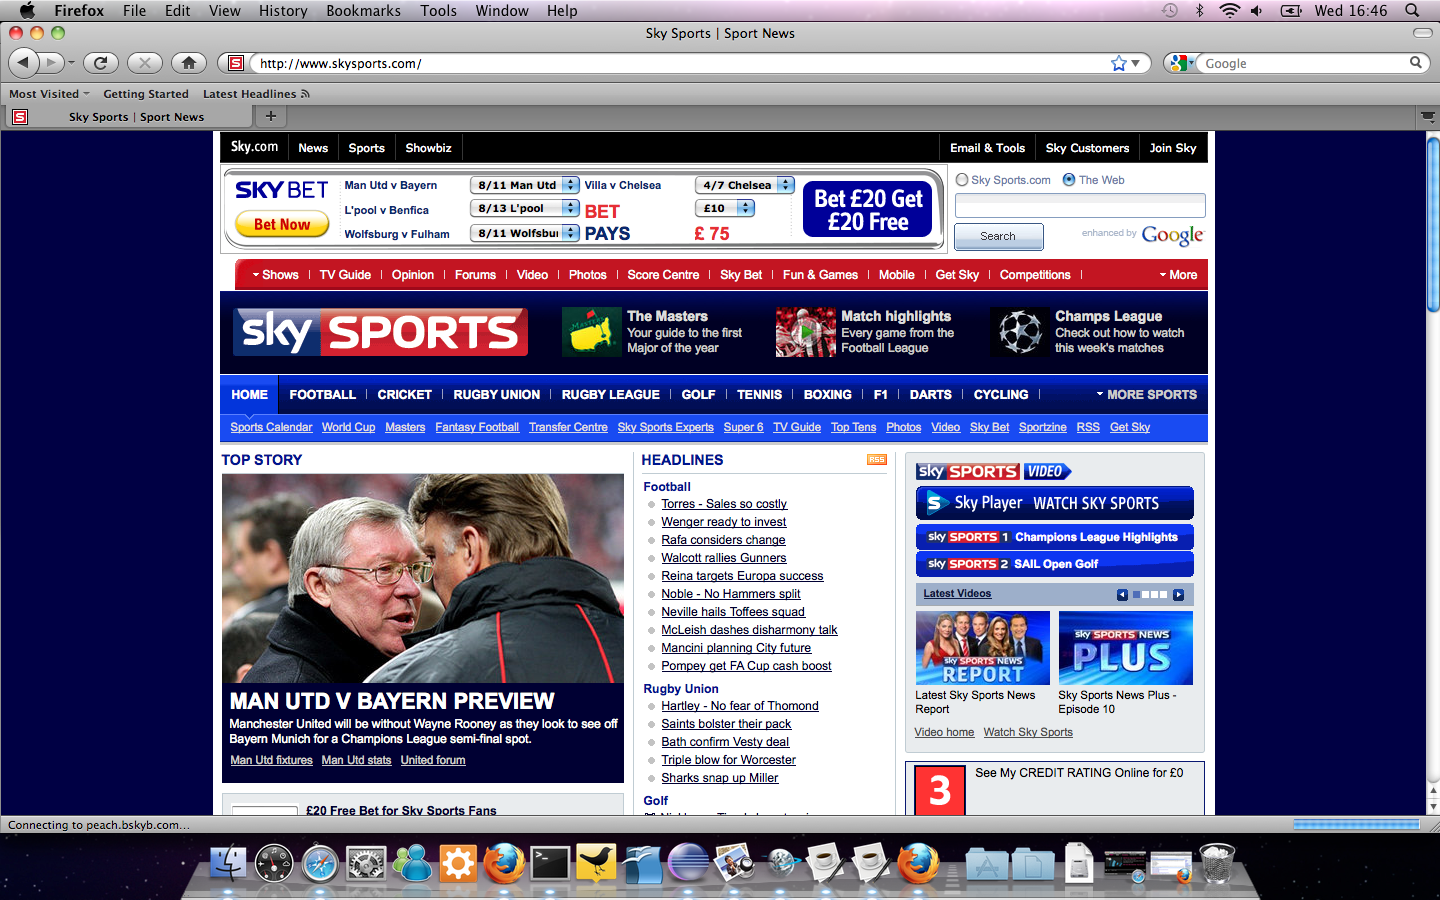 Firefox File Edit View History Bookmarks Tools Window Help Wed 16:46
Sky Sports | Sport News
http://www.skysports.com/ Google
Most Visited Getting Started Latest Headlines
Sky Sports | Sport News
Sky.com News Sports Showbiz Email & Tools Sky Customers Join Sky
SKY BET Bet Now
Man Utd v Bayern 8/11 Man Utd Villa v Chelsea 4/7 Chelsea
L'pool v Benfica 8/13 L'pool BET £10
Wolfsburg v Fulham 8/11 Wolfsbur PAYS £ 75
Bet £20 Get
£20 Free
Sky Sports.com The Web
Search enhanced by Google
Shows TV Guide Opinion Forums Video Photos Score Centre Sky Bet Fun & Games Mobile Get Sky Competitions More
sky SPORTS
The Masters
Your guide to the first
Major of the year
Match highlights
Every game from the
Football League
Champs League
Check out how to watch
this week's matches
HOME FOOTBALL CRICKET RUGBY UNION RUGBY LEAGUE GOLF TENNIS BOXING F1 DARTS CYCLING MORE SPORTS
Sports Calendar World Cup Masters Fantasy Football Transfer Centre Sky Sports Experts Super 6 TV Guide Top Tens Photos Video Sky Bet Sportzine RSS Get Sky
TOP STORY
MAN UTD V BAYERN PREVIEW
Manchester United will be without Wayne Rooney as they look to see off
Bayern Munich for a Champions League semi-final spot.
Man Utd fixtures Man Utd stats United forum
£20 Free Bet for Sky Sports Fans
HEADLINES RSS
Football
Torres - Sales so costly
Wenger ready to invest
Rafa considers change
Walcott rallies Gunners
Reina targets Europa success
Noble - No Hammers split
Neville hails Toffees squad
McLeish dashes disharmony talk
Mancini planning City future
Pompey get FA Cup cash boost
Rugby Union
Hartley - No fear of Thomond
Saints bolster their pack
Bath confirm Vesty deal
Triple blow for Worcester
Sharks snap up Miller
Golf
sky SPORTS VIDEO
Sky Player WATCH SKY SPORTS
sky SPORTS 1 Champions League Highlights
sky SPORTS 2 SAIL Open Golf
Latest Videos
sky SPORTS NEWS
REPORT
sky SPORTS NEWS
PLUS
Latest Sky Sports News
Report
Sky Sports News Plus -
Episode 10
Video home Watch Sky Sports
3 See My CREDIT RATING Online for £0
Connecting to peach.bskyb.com...